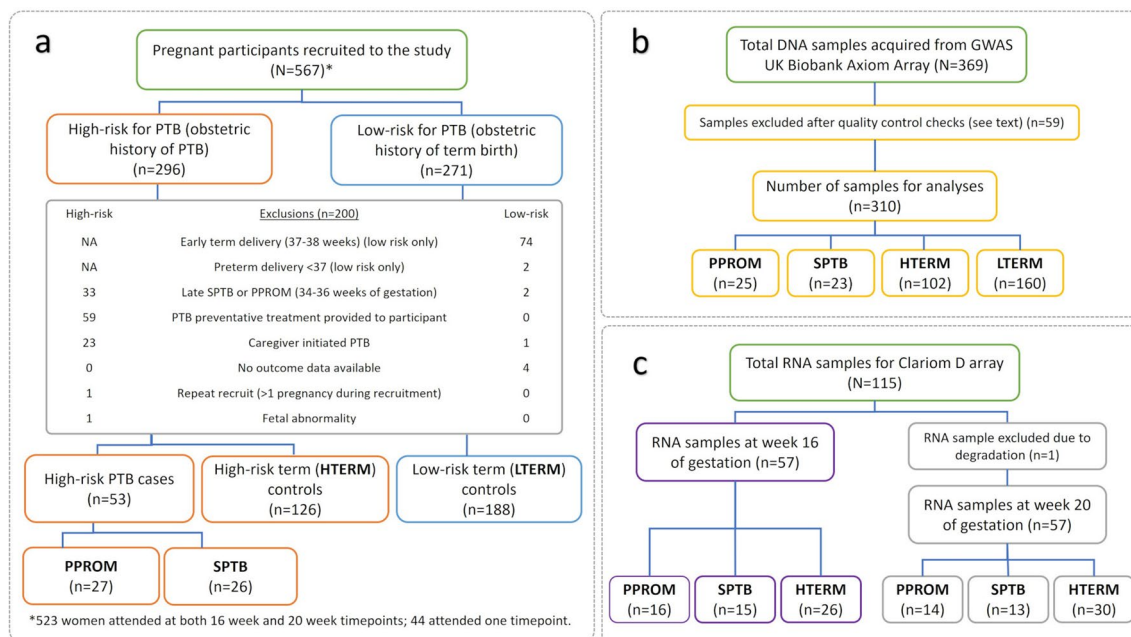 a
Pregnant participants recruited to the study
(N=567)*
High-risk for PTB (obstetric
history of PTB)
(n=296)
Low-risk for PTB (obstetric
history of term birth)
(n=271)
High-risk Exclusions (n=200) Low-risk
NA Early term delivery (37-38 weeks) (low risk only) 74
NA Preterm delivery <37 (low risk only) 2
33 Late SPTB or PPROM (34-36 weeks of gestation) 2
59 PTB preventative treatment provided to participant 0
23 Caregiver initiated PTB 1
0 No outcome data available 4
1 Repeat recruit (>1 pregnancy during recruitment) 0
1 Fetal abnormality 0
High-risk PTB cases
(n=53)
High-risk term (HTERM)
controls
(n=126)
Low-risk term (LTERM)
controls
(n=188)
PPROM
(n=27)
SPTB
(n=26)
*523 women attended at both 16 week and 20 week timepoints; 44 attended one timepoint.
b
Total DNA samples acquired from GWAS
UK Biobank Axiom Array (N=369)
Samples excluded after quality control checks (see text) (n=59)
Number of samples for analyses
(n=310)
PPROM
(n=25)
SPTB
(n=23)
HTERM
(n=102)
LTERM
(n=160)
c
Total RNA samples for Clariom D array
(N=115)
RNA samples at week 16
of gestation (n=57)
RNA sample excluded due to
degradation (n=1)
RNA samples at week 20
of gestation (n=57)
PPROM
(n=16)
SPTB
(n=15)
HTERM
(n=26)
PPROM
(n=14)
SPTB
(n=13)
HTERM
(n=30)